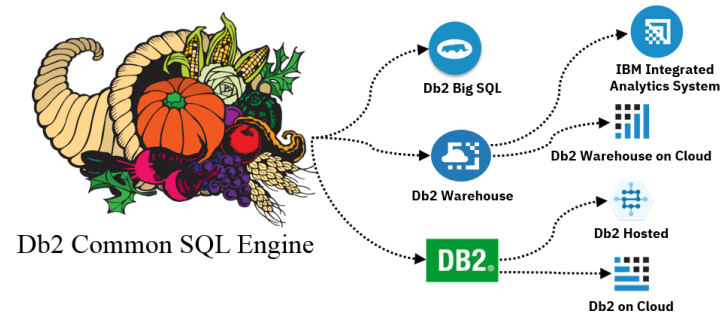 Db2 Common SQL Engine
Db2 Big SQL
Db2 Warehouse
DB2®
IBM Integrated
Analytics System
Db2 Warehouse on Cloud
Db2 Hosted
Db2 on Cloud